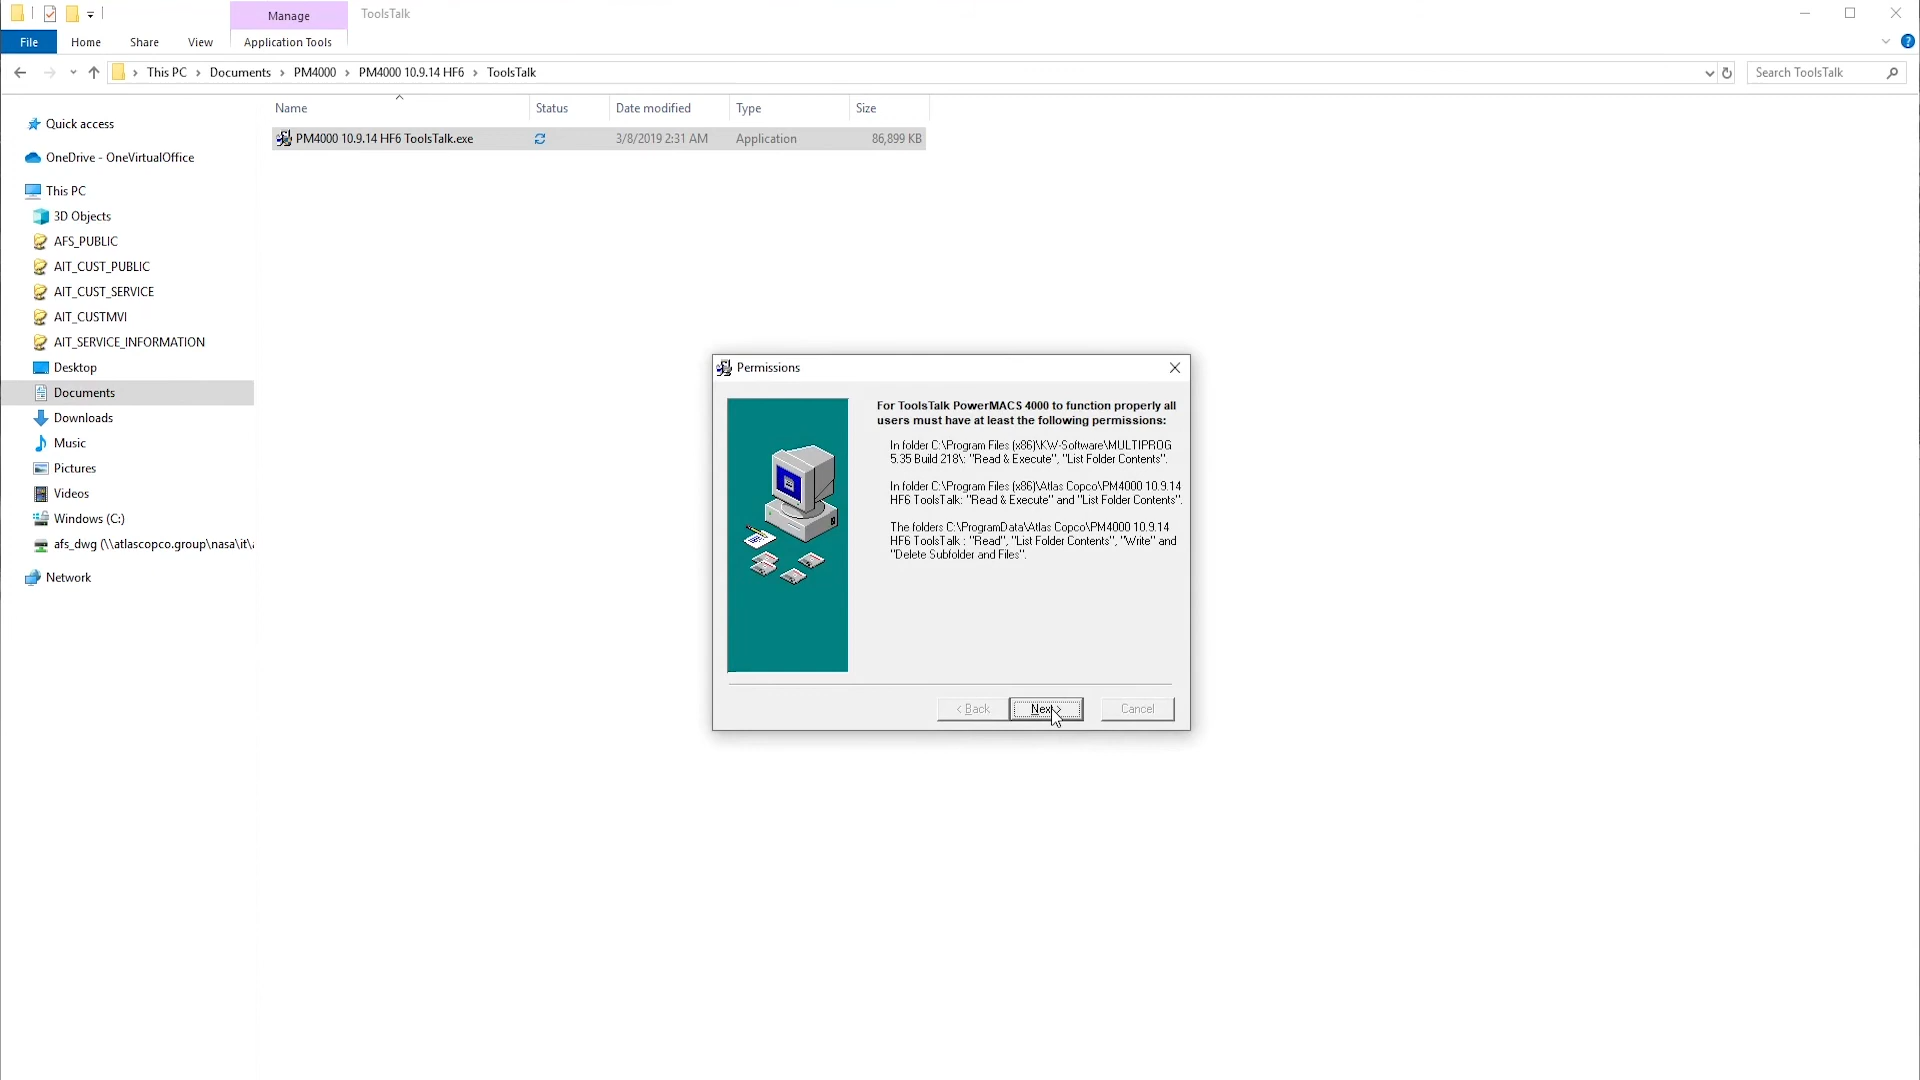 Manage
ToolsTalk
File
Home
Share
View
Application Tools
This PC > Documents > PM4000 > PM4000 10.9.14 HF6 > ToolsTalk
Search ToolsTalk
Name
Status
Date modified
Type
Size
PM4000 10.9.14 HF6 ToolsTalk.exe
3/8/2019 2:31 AM
Application
86,899 KB
Quick access
OneDrive - OneVirtualOffice
This PC
3D Objects
AFS_PUBLIC
AIT_CUST_PUBLIC
AIT_CUST_SERVICE
AIT_CUSTMVI
AIT_SERVICE_INFORMATION
Desktop
Documents
Downloads
Music
Pictures
Videos
Windows (C:)
afs_dwg (\\atlascopco.group\nasa\it\a
Network
Permissions
For ToolsTalk PowerMACS 4000 to function properly all
users must have at least the following permissions:
In folder C:\Program Files (x86)\KW-Software\MULTIPROG
5.35 Build 218\: "Read & Execute", "List Folder Contents".
In folder C:\Program Files (x86)\Atlas Copco\PM4000 10.9.14
HF6 ToolsTalk: "Read & Execute" and "List Folder Contents".
The folders C:\ProgramData\Atlas Copco\PM4000 10.9.14
HF6 ToolsTalk : "Read", "List Folder Contents", "Write" and
"Delete Subfolder and Files".
< Back
Next >
Cancel